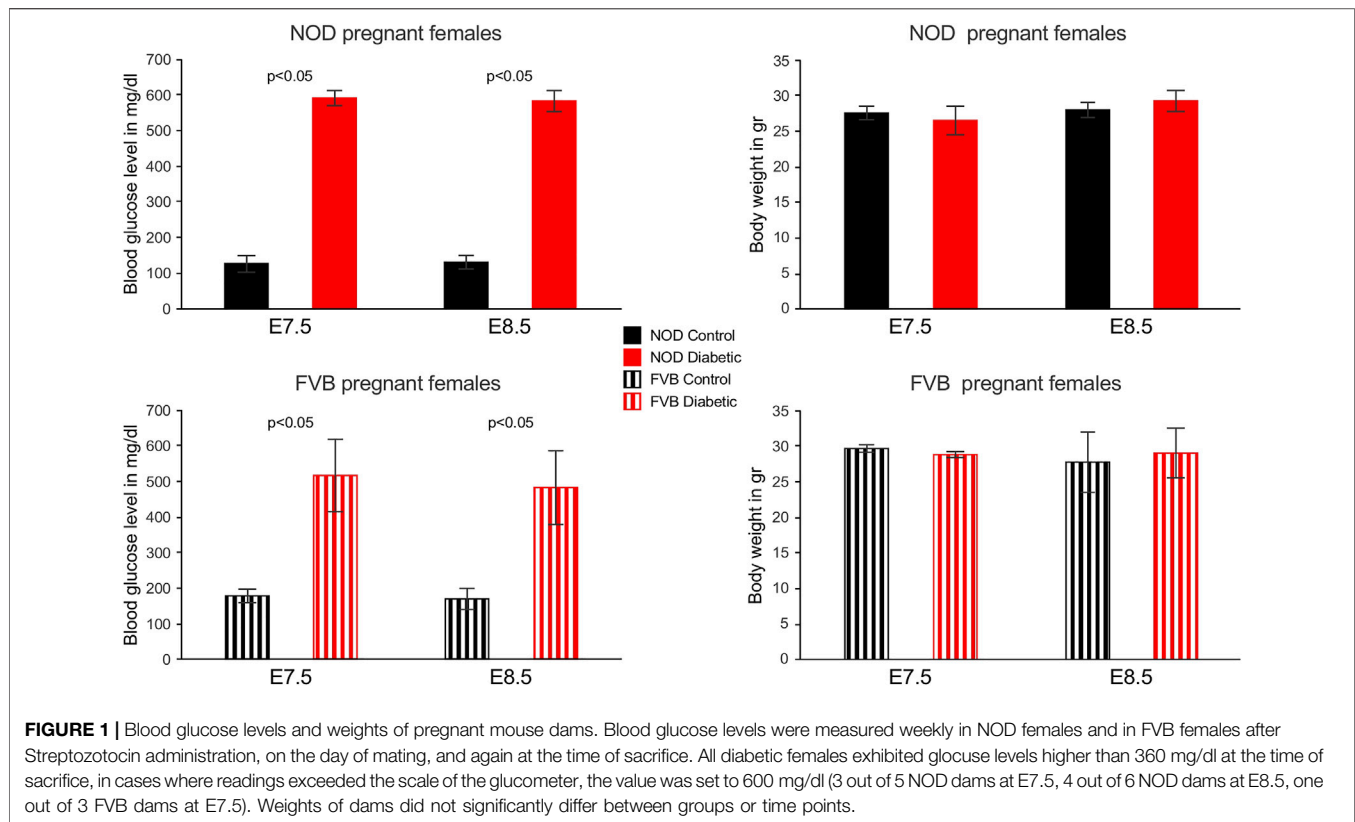 NOD pregnant females
Blood glucose level in mg/dl
700
600
500
400
300
200
100
0
p<0.05
p<0.05
E7.5
E8.5
NOD pregnant females
Body weight in gr
35
30
25
20
15
10
5
0
E7.5
E8.5
NOD Control
NOD Diabetic
FVB Control
FVB Diabetic
FVB pregnant females
Blood glucose level in mg/dl
700
600
500
400
300
200
100
0
p<0.05
p<0.05
E7.5
E8.5
FVB pregnant females
Body weight in gr
35
30
25
20
15
10
5
0
E7.5
E8.5
FIGURE 1 | Blood glucose levels and weights of pregnant mouse dams. Blood glucose levels were measured weekly in NOD females and in FVB females after
Streptozotocin administration, on the day of mating, and again at the time of sacrifice. All diabetic females exhibited glocuse levels higher than 360 mg/dl at the time of
sacrifice, in cases where readings exceeded the scale of the glucometer, the value was set to 600 mg/dl (3 out of 5 NOD dams at E7.5, 4 out of 6 NOD dams at E8.5, one
out of 3 FVB dams at E7.5). Weights of dams did not significantly differ between groups or time points.